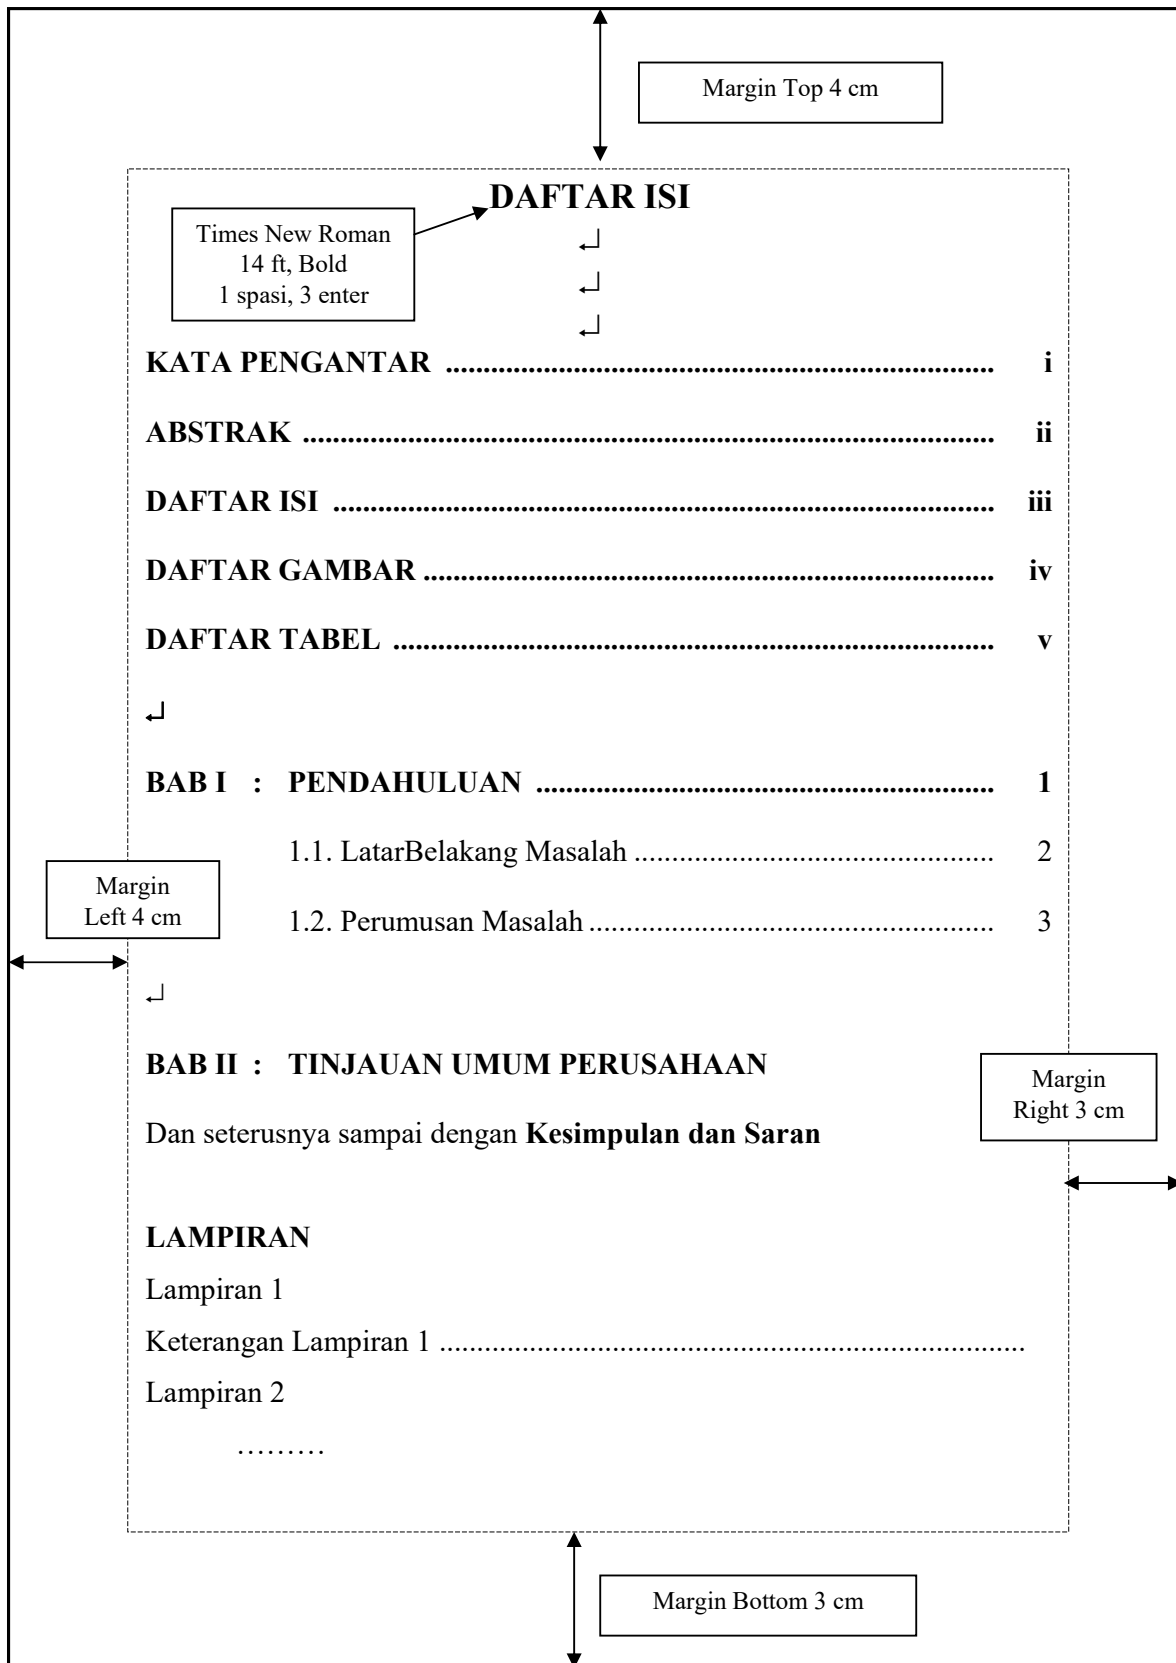 Margin Top 4 cm
DAFTAR ISI
Times New Roman
14 ft, Bold
1 spasi, 3 enter
↵
↵
↵
KATA PENGANTAR ........................................................................ i
ABSTRAK ........................................................................................... ii
DAFTAR ISI ....................................................................................... iii
DAFTAR GAMBAR ........................................................................... iv
DAFTAR TABEL ............................................................................... v
↵
BAB I : PENDAHULUAN ............................................................ 1
1.1. LatarBelakang Masalah ................................................ 2
1.2. Perumusan Masalah ...................................................... 3
Margin
Left 4 cm
↵
BAB II : TINJAUAN UMUM PERUSAHAAN
Margin
Right 3 cm
Dan seterusnya sampai dengan Kesimpulan dan Saran
LAMPIRAN
Lampiran 1
Keterangan Lampiran 1 ..............................................................................
Lampiran 2
.........
Margin Bottom 3 cm